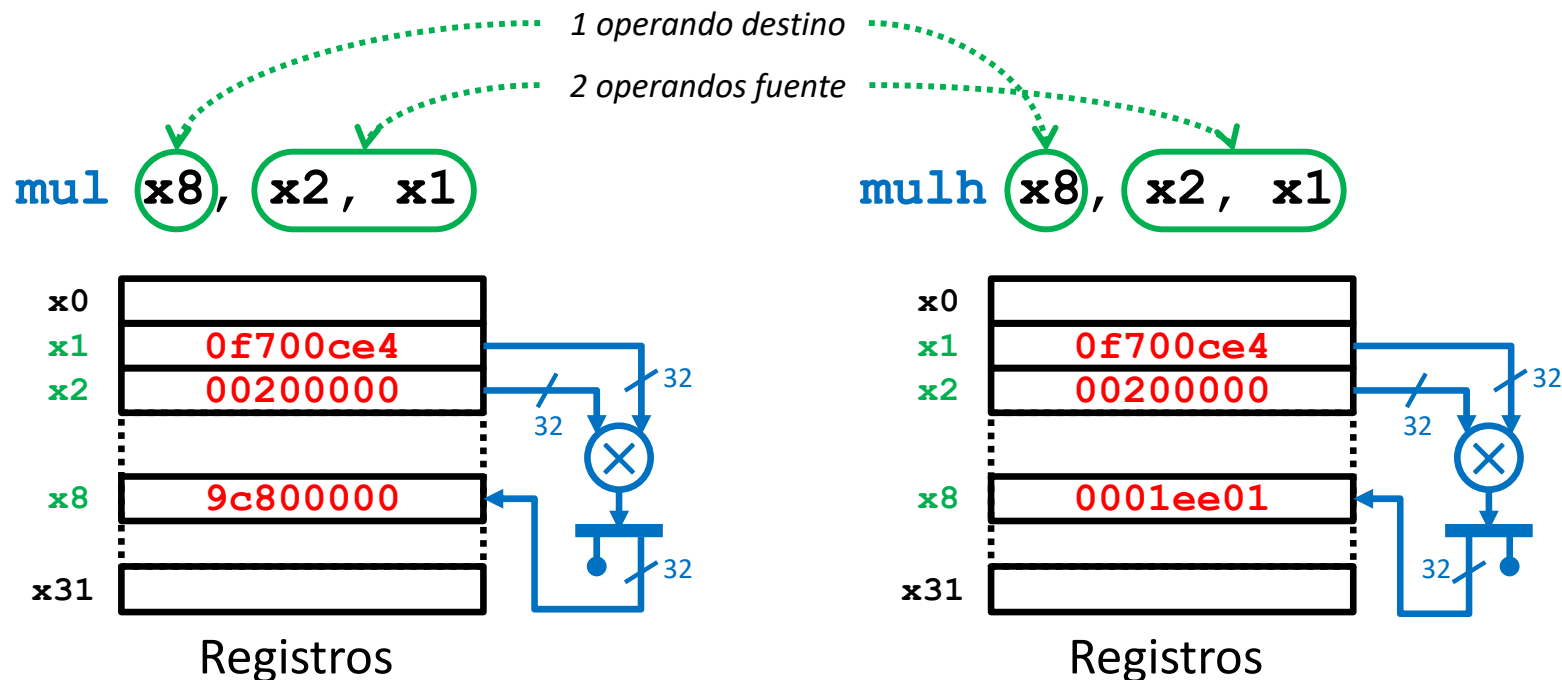 1 operando destino
2 operandos fuente
mul x8, x2, x1
x0
x1 0f700ce4
x2 00200000
32
32
x8 9c800000
32
x31
Registros
mulh x8, x2, x1
x0
x1 0f700ce4
x2 00200000
32
32
x8 0001ee01
32
x31
Registros